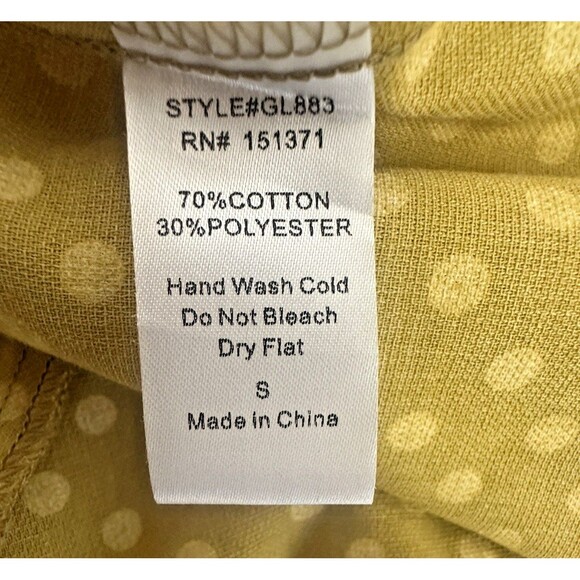 STYLE#GL883
RN# 151371
70%COTTON
30%POLYESTER
Hand Wash Cold
Do Not Bleach
Dry Flat
S
Made in China